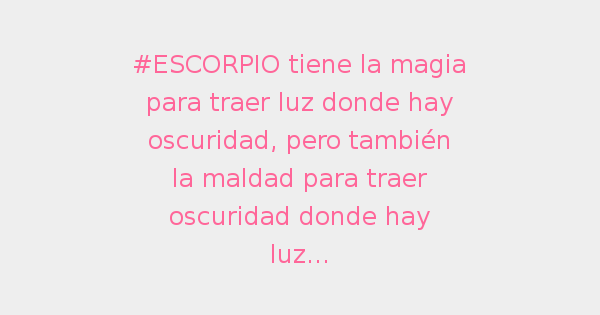 #ESCORPIO tiene la magia
para traer luz donde hay
oscuridad, pero también
la maldad para traer
oscuridad donde hay
luz...